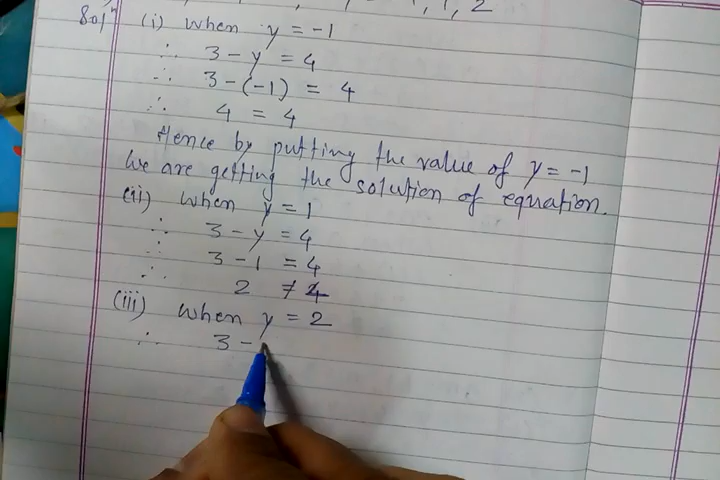 1, 2
Sol^n (i) when y = -1
∴ 3 - y = 4
∴ 3 - (-1) = 4
∴ 4 = 4
Hence by putting the value of y = -1
we are getting the solution of equation.
(ii) when y = 1
∴ 3 - y = 4
∴ 3 - 1 = 4
∴ 2 ≠ 4
(iii) when y = 2
∴ 3 -